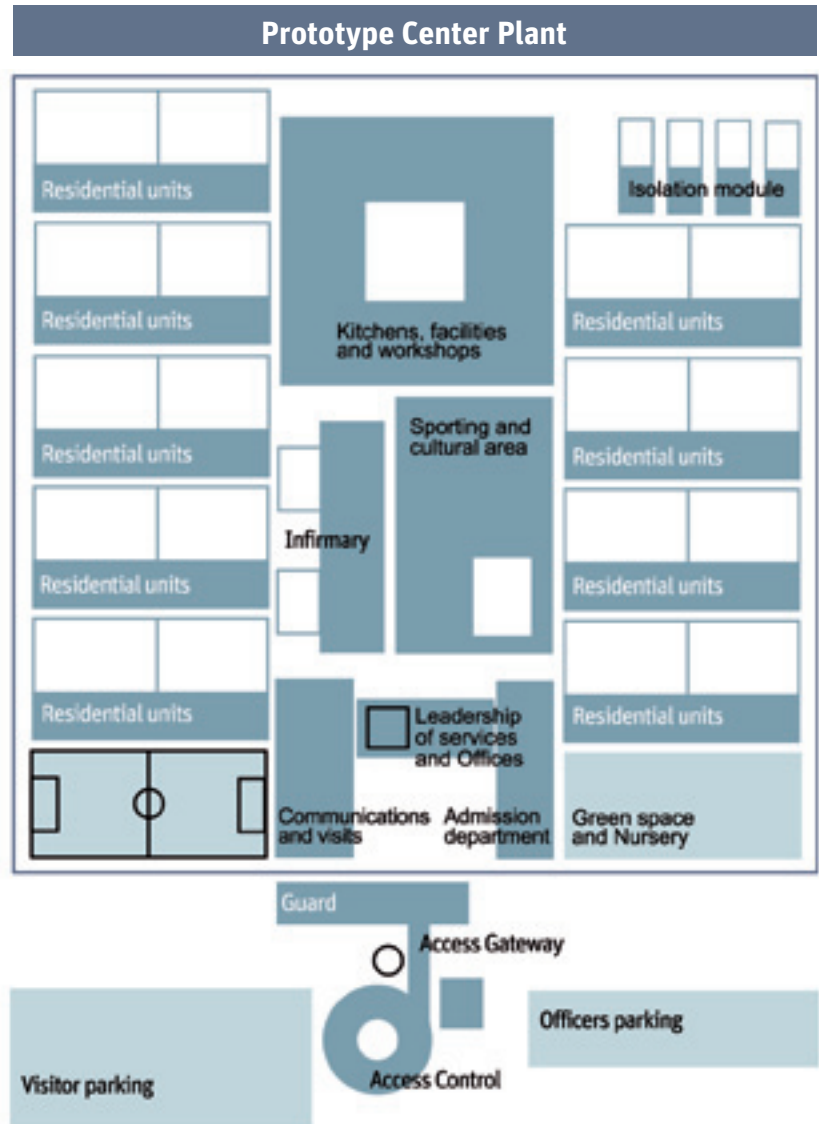 Prototype Center Plant
Residential units
Isolation module
Residential units
Kitchens, facilities
and workshops
Residential units
Residential units
Sporting and
cultural area
Residential units
Infirmary
Residential units
Residential units
Residential units
Leadership
of services
and Offices
Residential units
Communications
and visits
Admission
department
Green space
and Nursery
Guard
Access Gateway
Officers parking
Visitor parking
Access Control